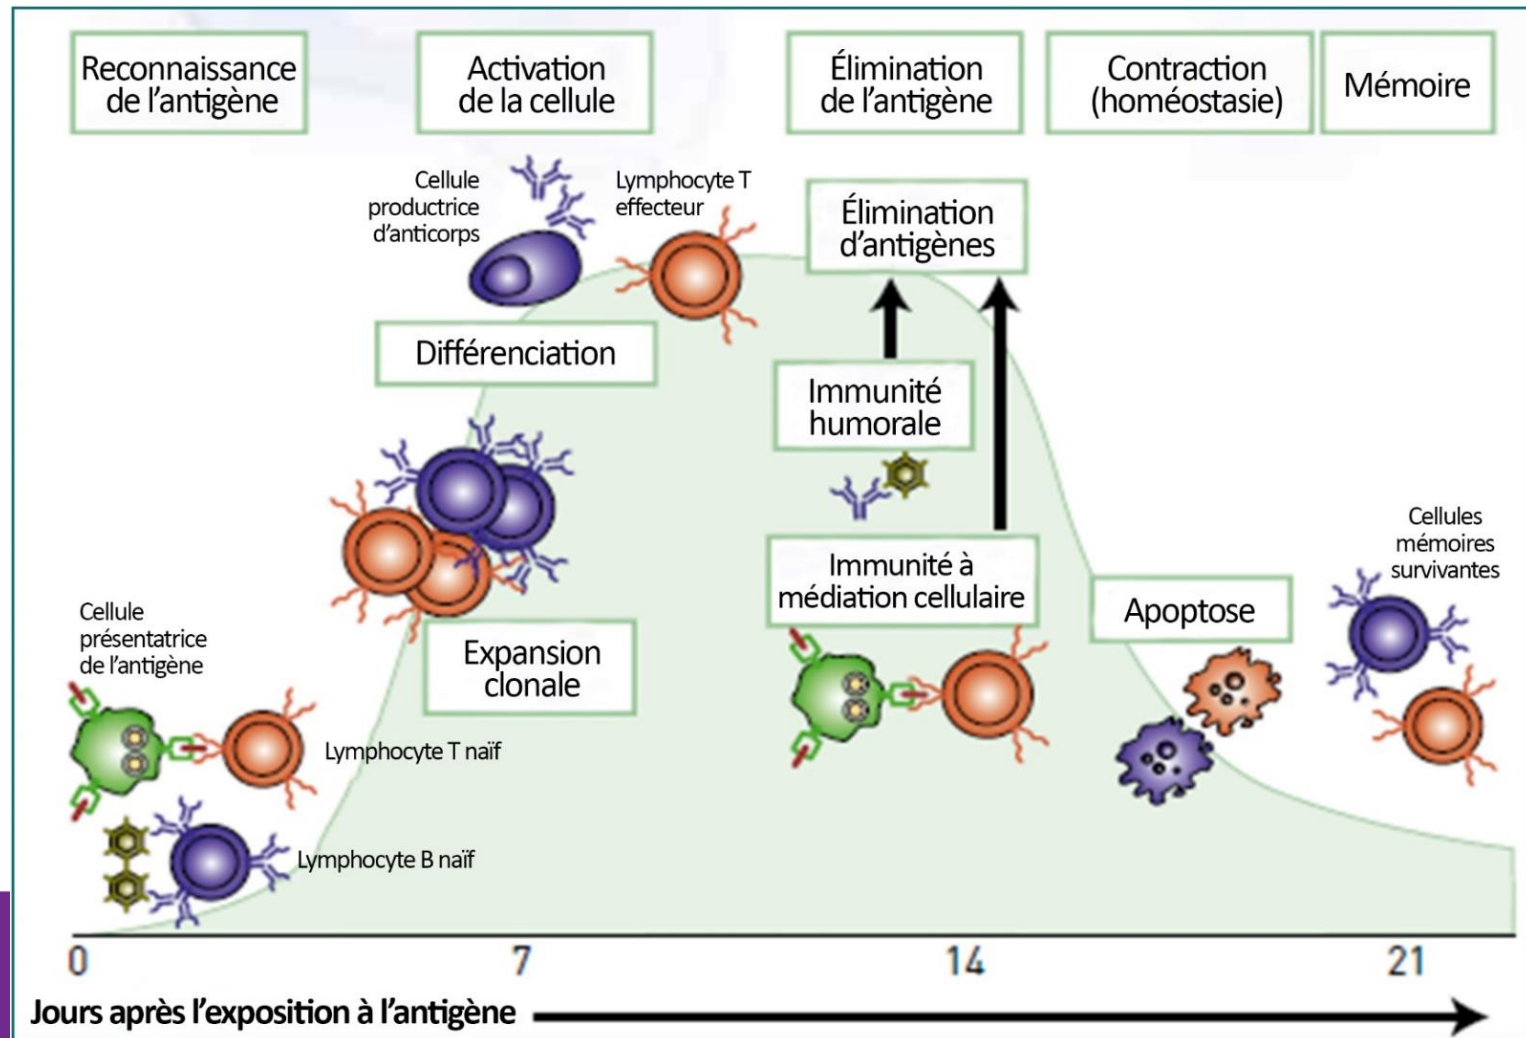 Reconnaissance
de l'antigène
Activation
de la cellule
Élimination
de l'antigène
Contraction
(homéostasie)
Mémoire
Cellule
productrice
d'anticorps
Lymphocyte T
effecteur
Élimination
d'antigènes
Différenciation
Immunité
humorale
Cellules
mémoires
survivantes
Immunité à
médiation cellulaire
Apoptose
Cellule
présentatrice
de l'antigène
Expansion
clonale
Lymphocyte T naïf
Lymphocyte B naïf
0
7
14
21
Jours après l'exposition à l'antigène